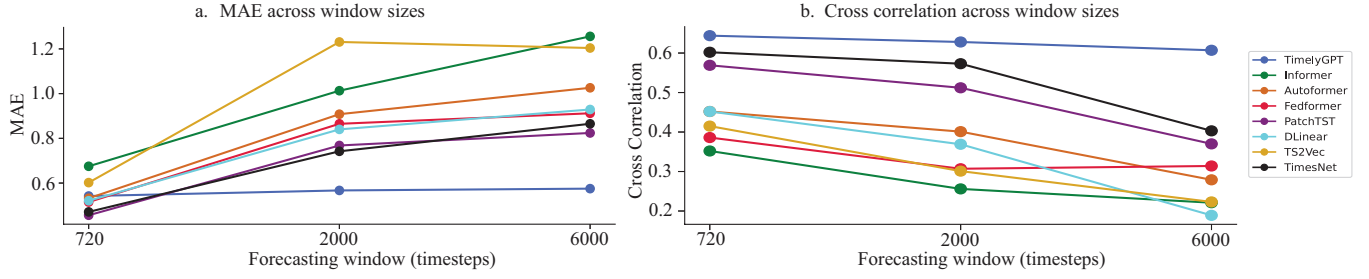 a. MAE across window sizes
MAE
1.2
1.0
0.8
0.6
720
2000
6000
Forecasting window (timesteps)
b. Cross correlation across window sizes
Cross Correlation
0.6
0.5
0.4
0.3
0.2
720
2000
6000
Forecasting window (timesteps)
TimelyGPT
Informer
Autoformer
Fedformer
PatchTST
DLinear
TS2Vec
TimesNet